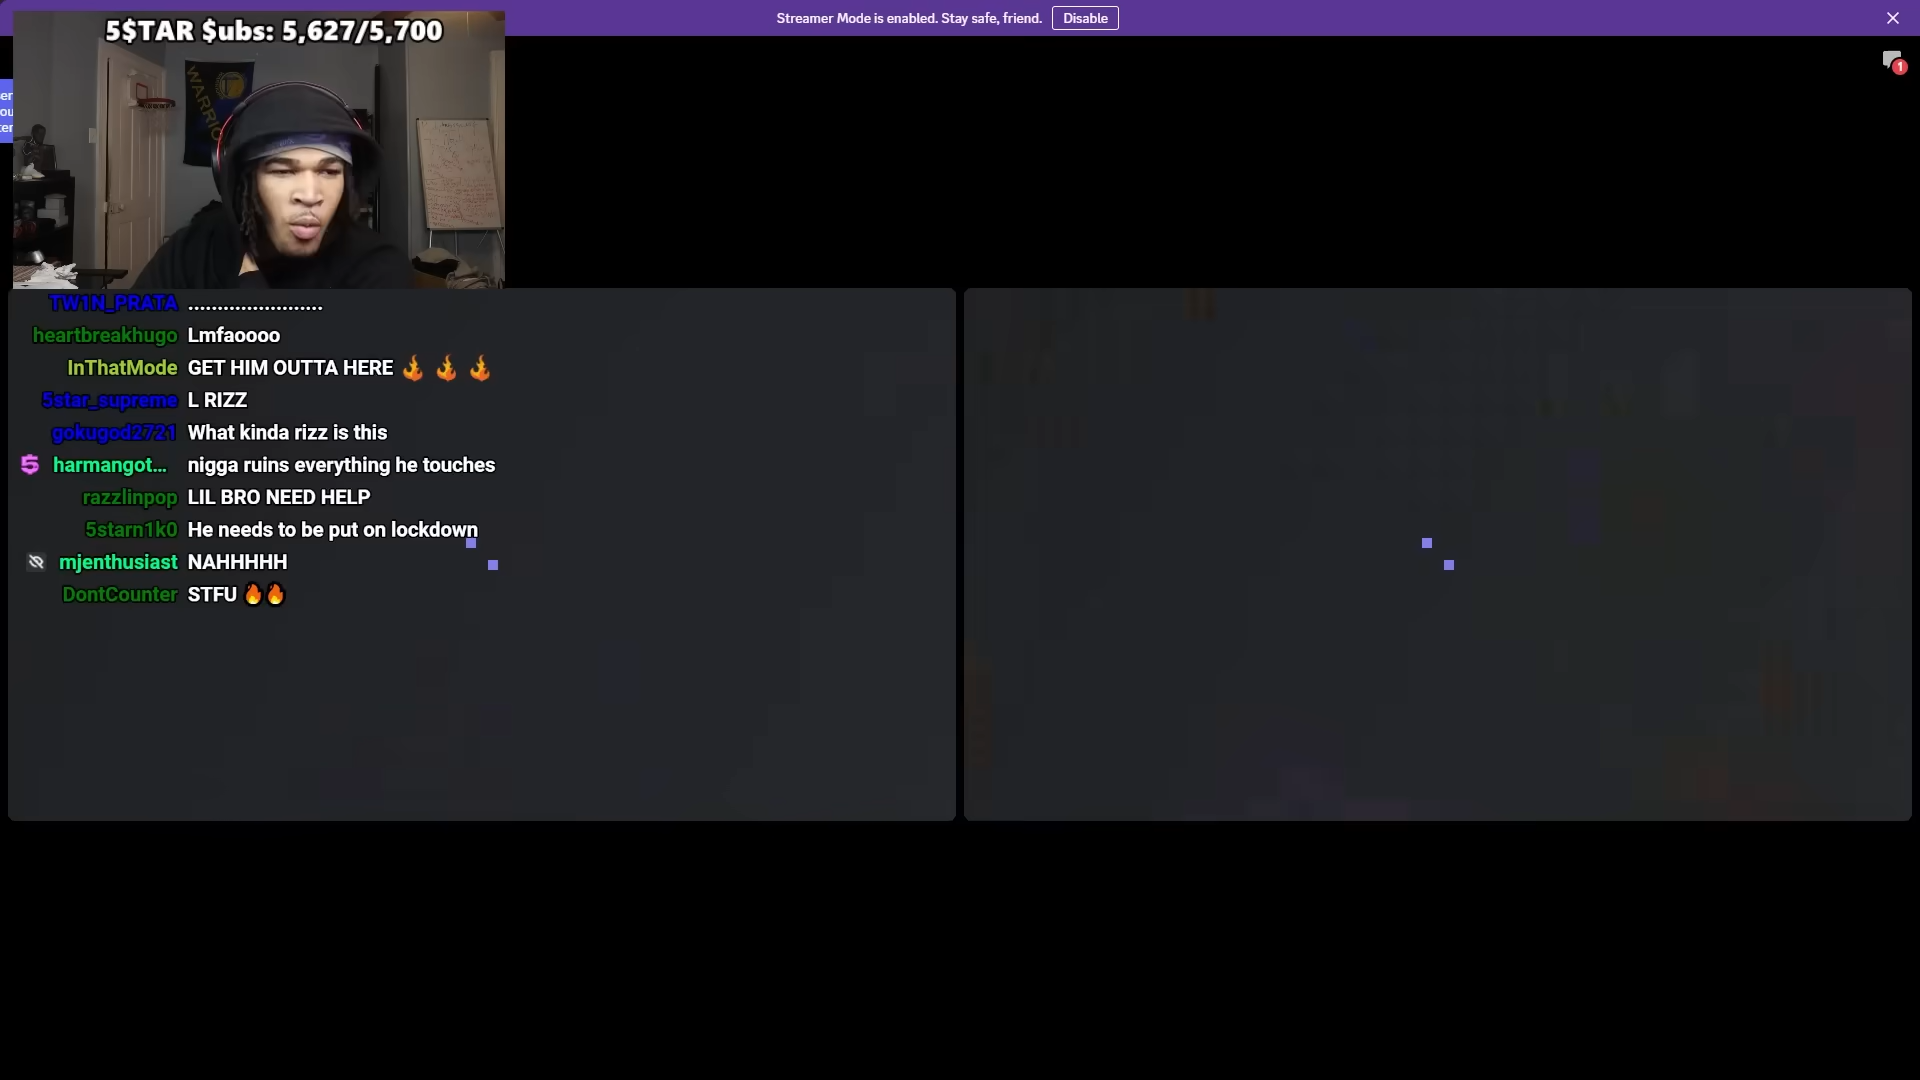 5$TAR $ubs: 5,627/5,700
Streamer Mode is enabled. Stay safe, friend. Disable
1
WARRIO
TW1N_PRATA .......................
heartbreakhugo Lmfaoooo
InThatMode GET HIM OUTTA HERE 🔥 🔥 🔥
5star_supreme L RIZZ
gokugod2721 What kinda rizz is this
harmangot... nigga ruins everything he touches
razzlinpop LIL BRO NEED HELP
5starn1k0 He needs to be put on lockdown
mjenthusiast NAHHHHH
DontCounter STFU 🔥🔥